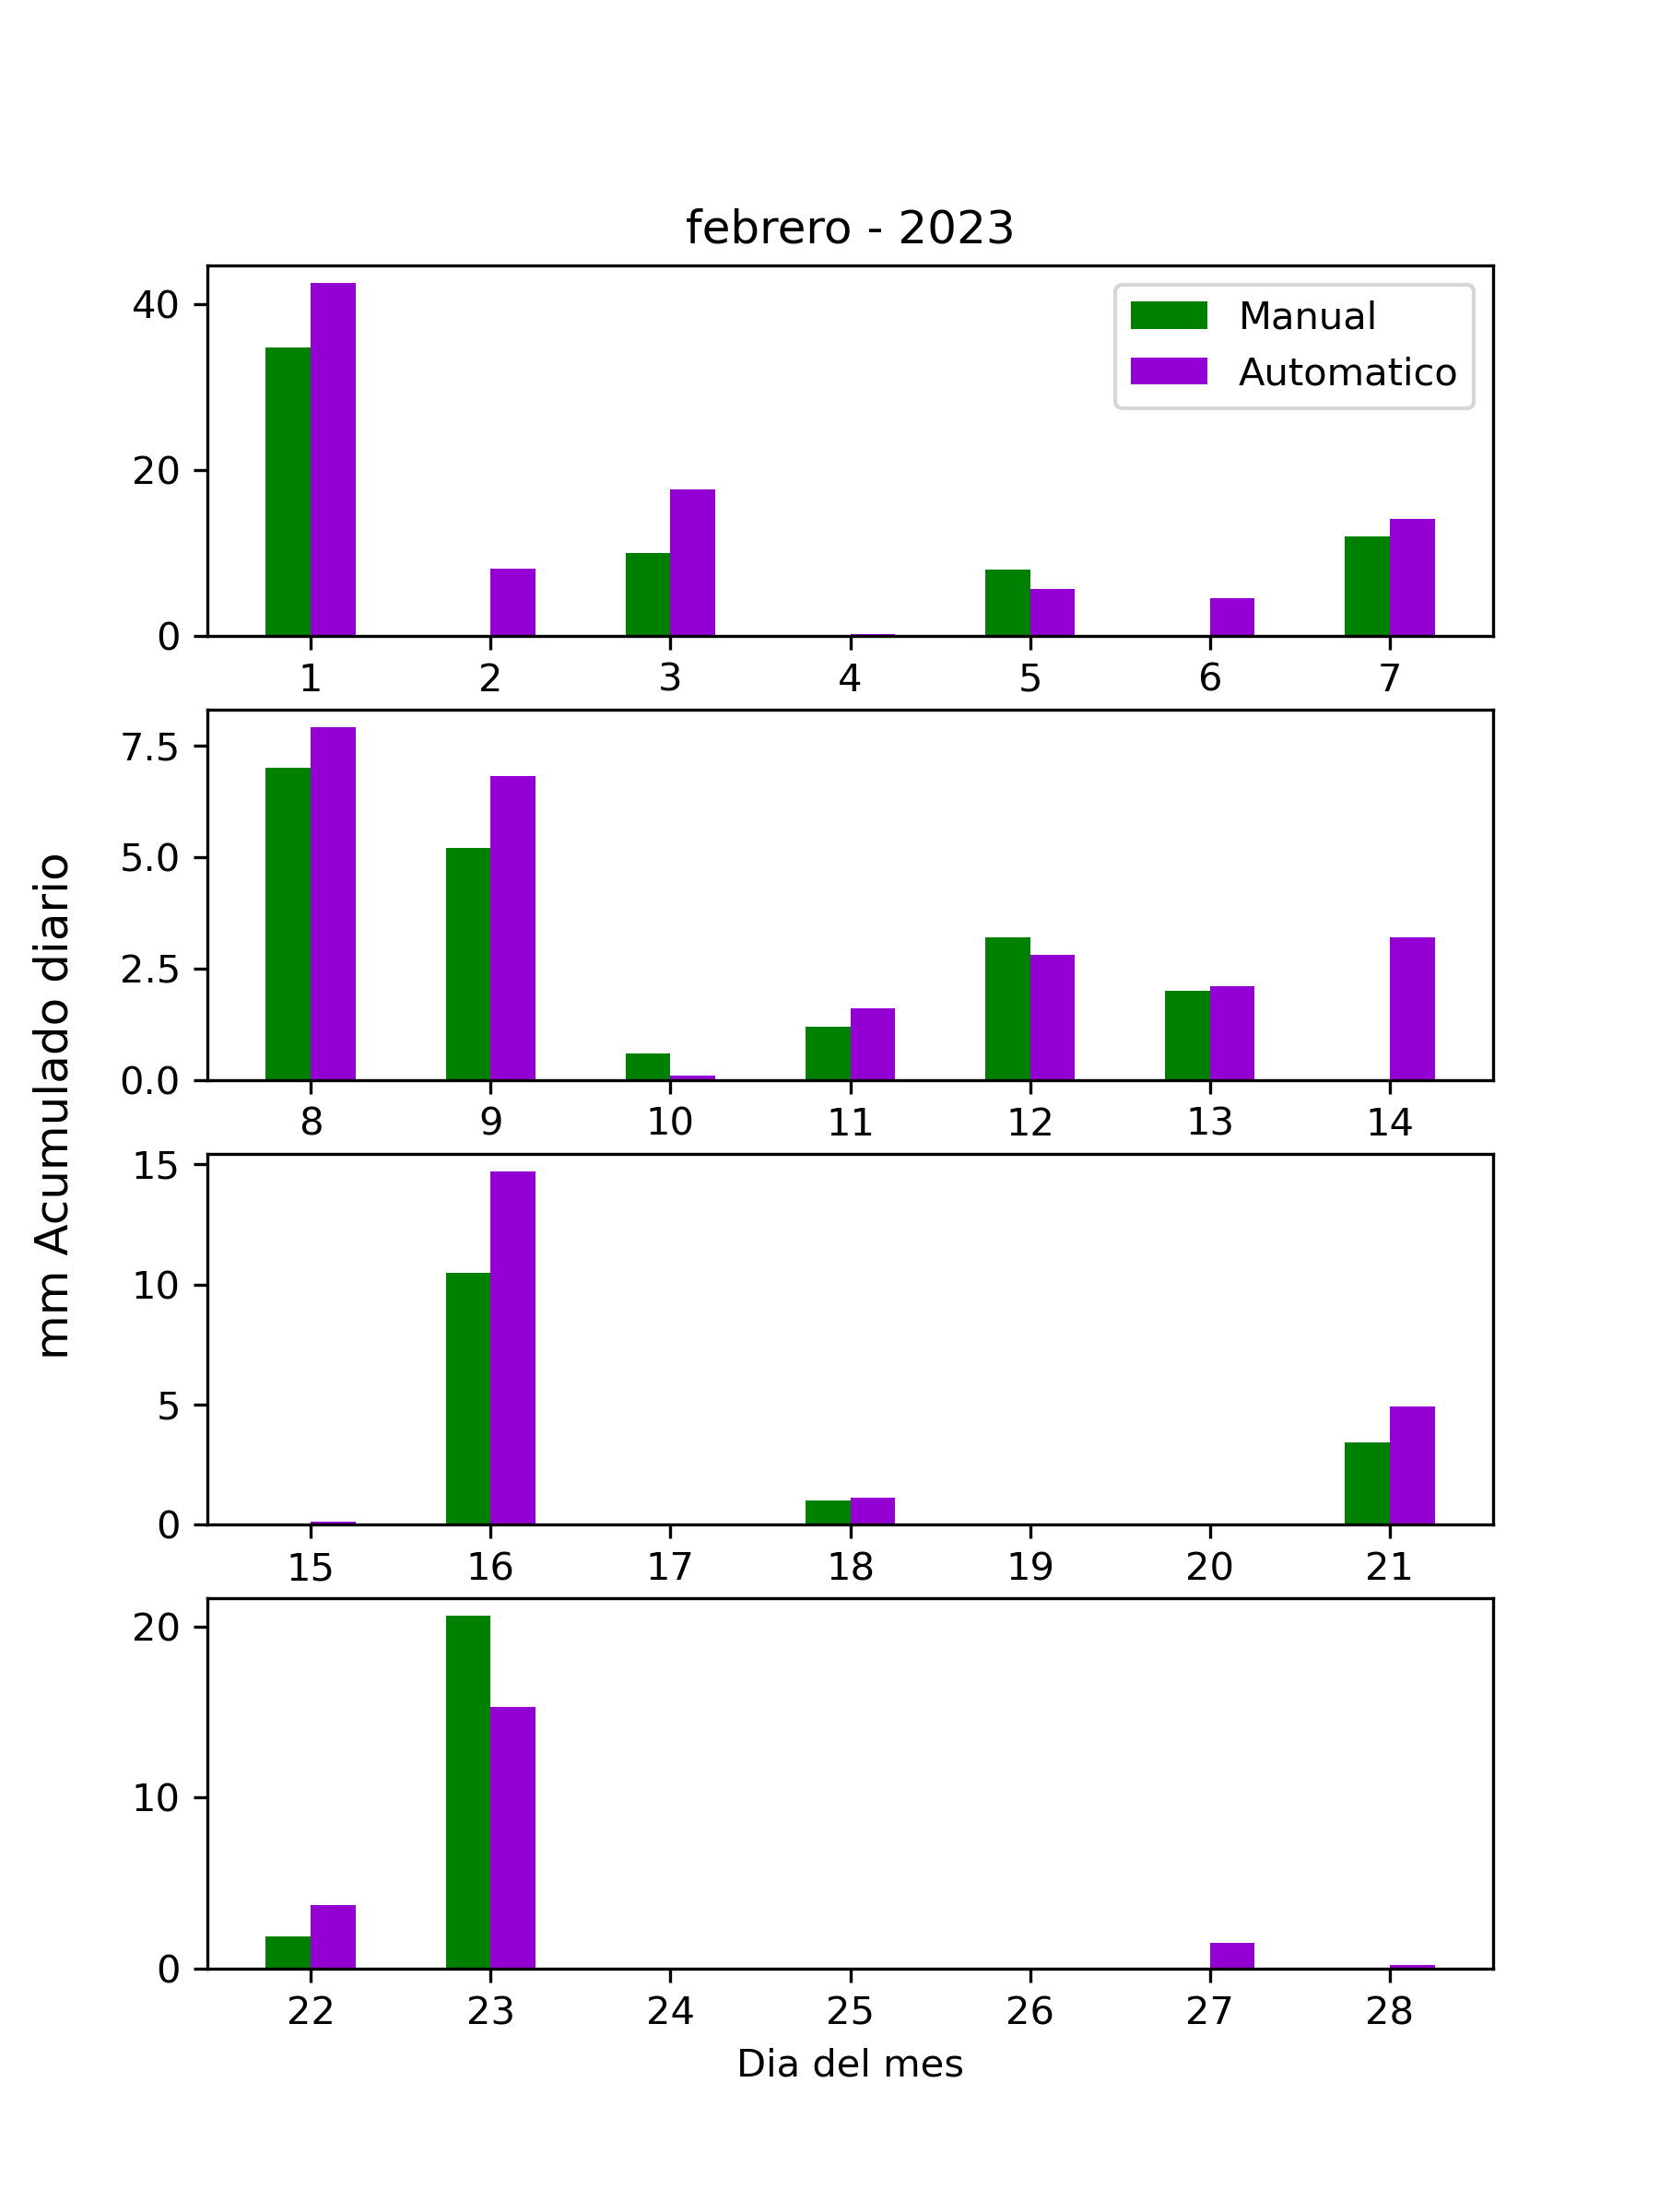 febrero - 2023
40
20
0
Manual
Automatico
1 2 3 4 5 6 7
7.5
5.0
2.5
0.0
8 9 10 11 12 13 14
mm Acumulado diario
15
10
5
0
15 16 17 18 19 20 21
20
10
0
22 23 24 25 26 27 28
Dia del mes